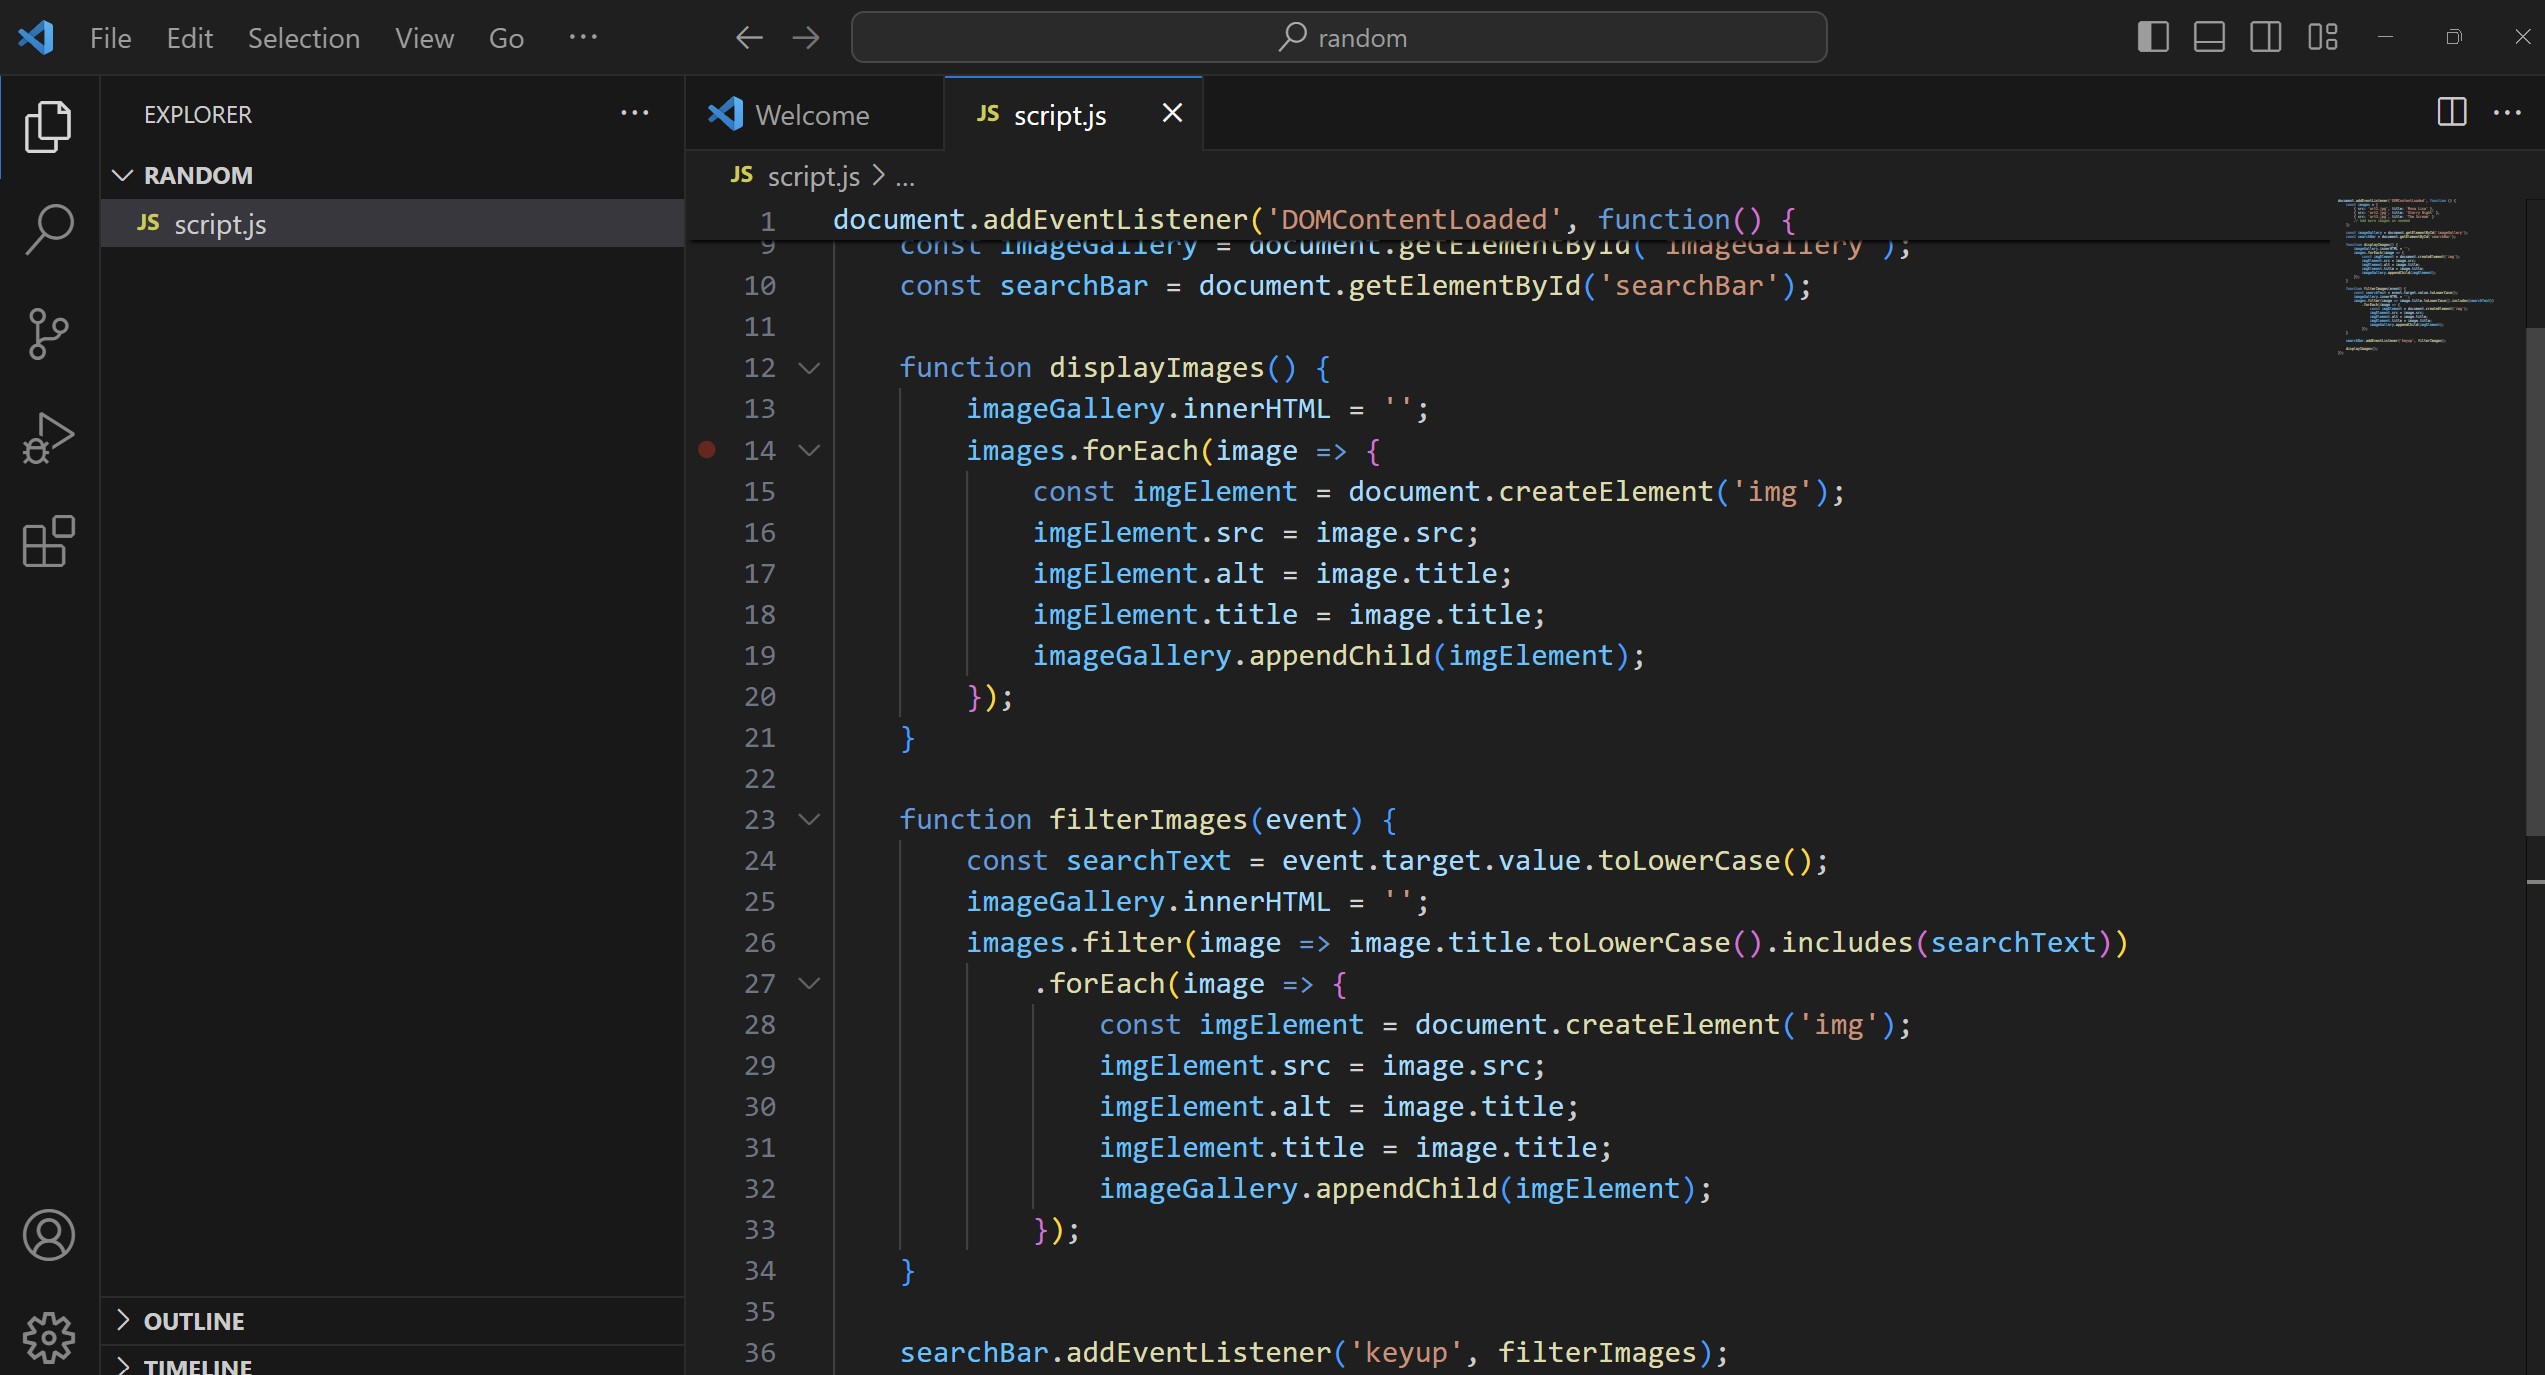 File Edit Selection View Go ···
random
EXPLORER ···
RANDOM
JS script.js
OUTLINE
TIMELINE
Welcome
JS script.js
JS script.js > ...
1 document.addEventListener('DOMContentLoaded', function() {
9 const imageGallery = document.getElementById('imageGallery');
10 const searchBar = document.getElementById('searchBar');
11
12 function displayImages() {
13 imageGallery.innerHTML = '';
14 images.forEach(image => {
15 const imgElement = document.createElement('img');
16 imgElement.src = image.src;
17 imgElement.alt = image.title;
18 imgElement.title = image.title;
19 imageGallery.appendChild(imgElement);
20 });
21 }
22
23 function filterImages(event) {
24 const searchText = event.target.value.toLowerCase();
25 imageGallery.innerHTML = '';
26 images.filter(image => image.title.toLowerCase().includes(searchText))
27 .forEach(image => {
28 const imgElement = document.createElement('img');
29 imgElement.src = image.src;
30 imgElement.alt = image.title;
31 imgElement.title = image.title;
32 imageGallery.appendChild(imgElement);
33 });
34 }
35
36 searchBar.addEventListener('keyup', filterImages);